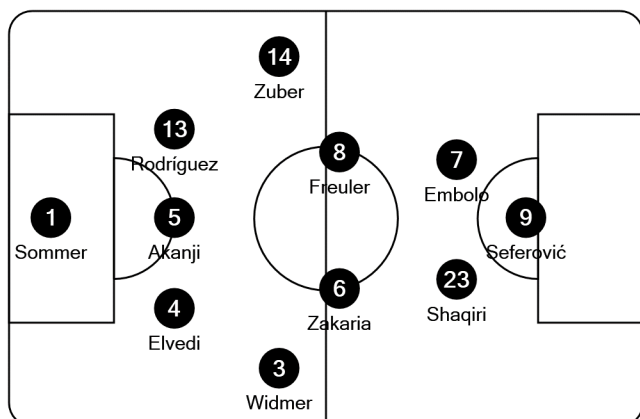 14
Zuber
13
Rodríguez
8
Freuler
7
Embolo
1
Sommer
5
Akanji
9
Seferović
4
Elvedi
6
Zakaria
23
Shaqiri
3
Widmer